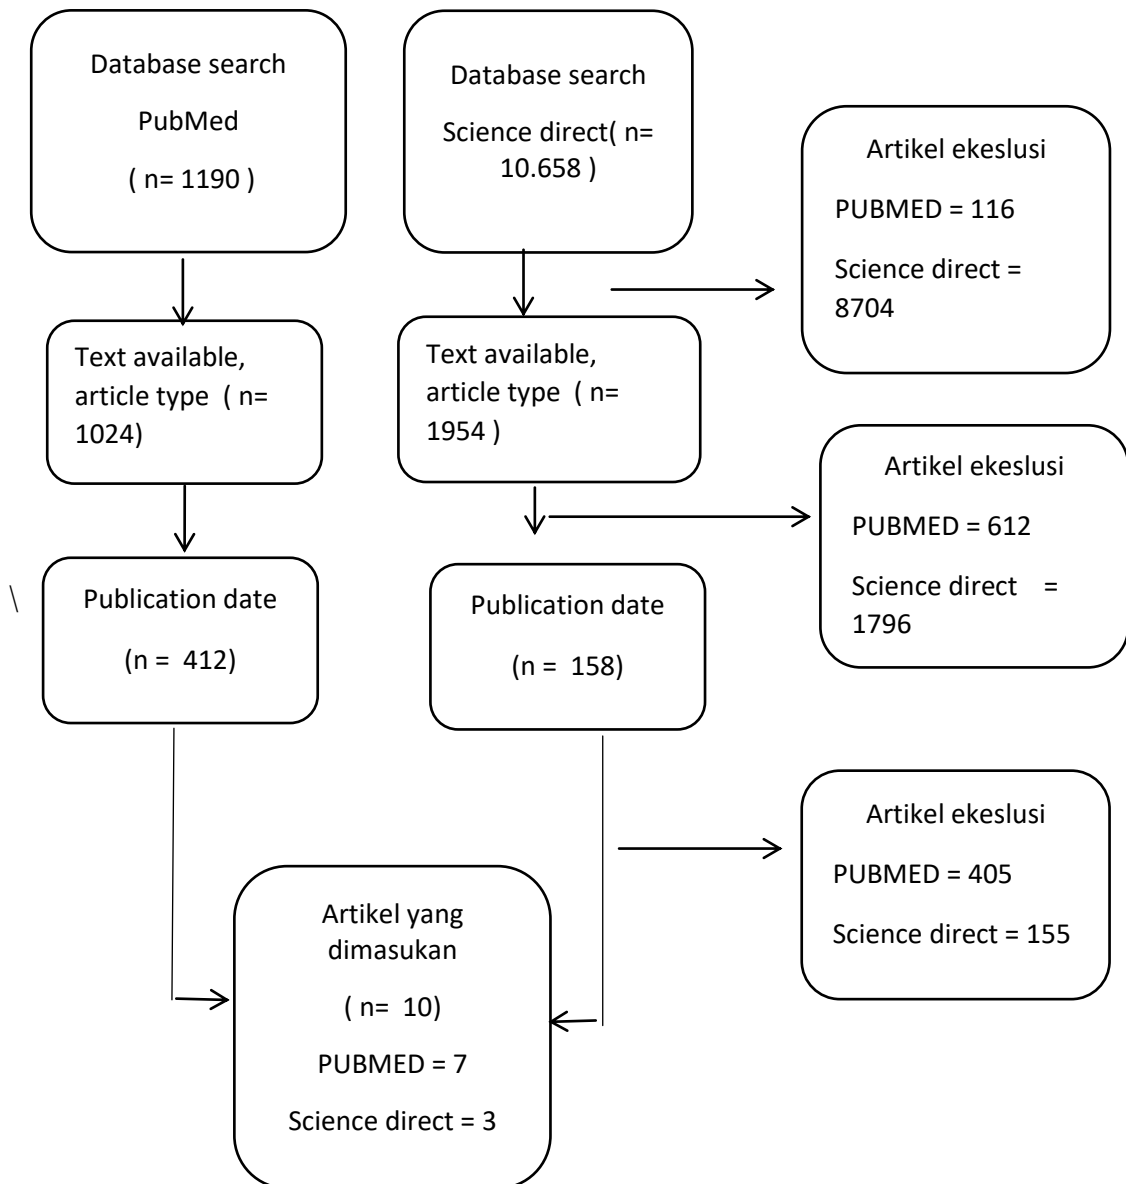 Database search
PubMed
( n= 1190 )
Database search
Science direct( n=
10.658 )
Artikel ekeslusi
PUBMED = 116
Science direct =
8704
Text available,
article type ( n=
1024)
Text available,
article type ( n=
1954 )
Artikel ekeslusi
PUBMED = 612
Science direct =
1796
\
Publication date
(n = 412)
Publication date
(n = 158)
Artikel ekeslusi
PUBMED = 405
Science direct = 155
Artikel yang
dimasukan
( n= 10)
PUBMED = 7
Science direct = 3